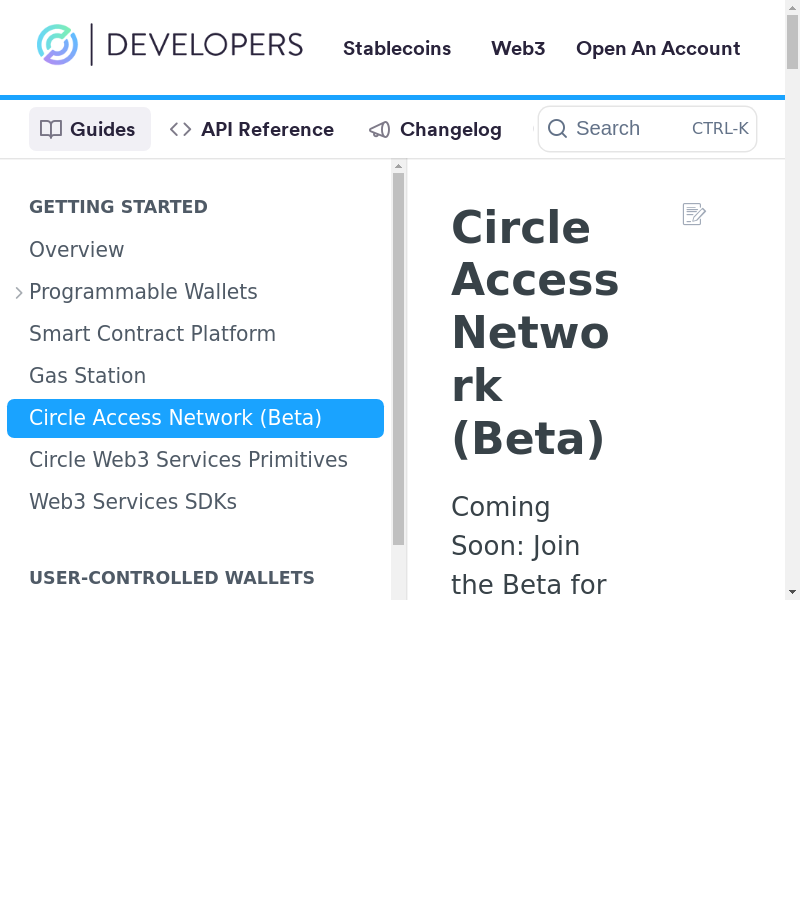 DEVELOPERS
Stablecoins Web3 Open An Account
Guides API Reference Changelog Search CTRL-K
GETTING STARTED
Overview
Programmable Wallets
Smart Contract Platform
Gas Station
Circle Access Network (Beta)
Circle Web3 Services Primitives
Web3 Services SDKs
USER-CONTROLLED WALLETS
Circle
Access
Netwo
rk
(Beta)
Coming
Soon: Join
the Beta for